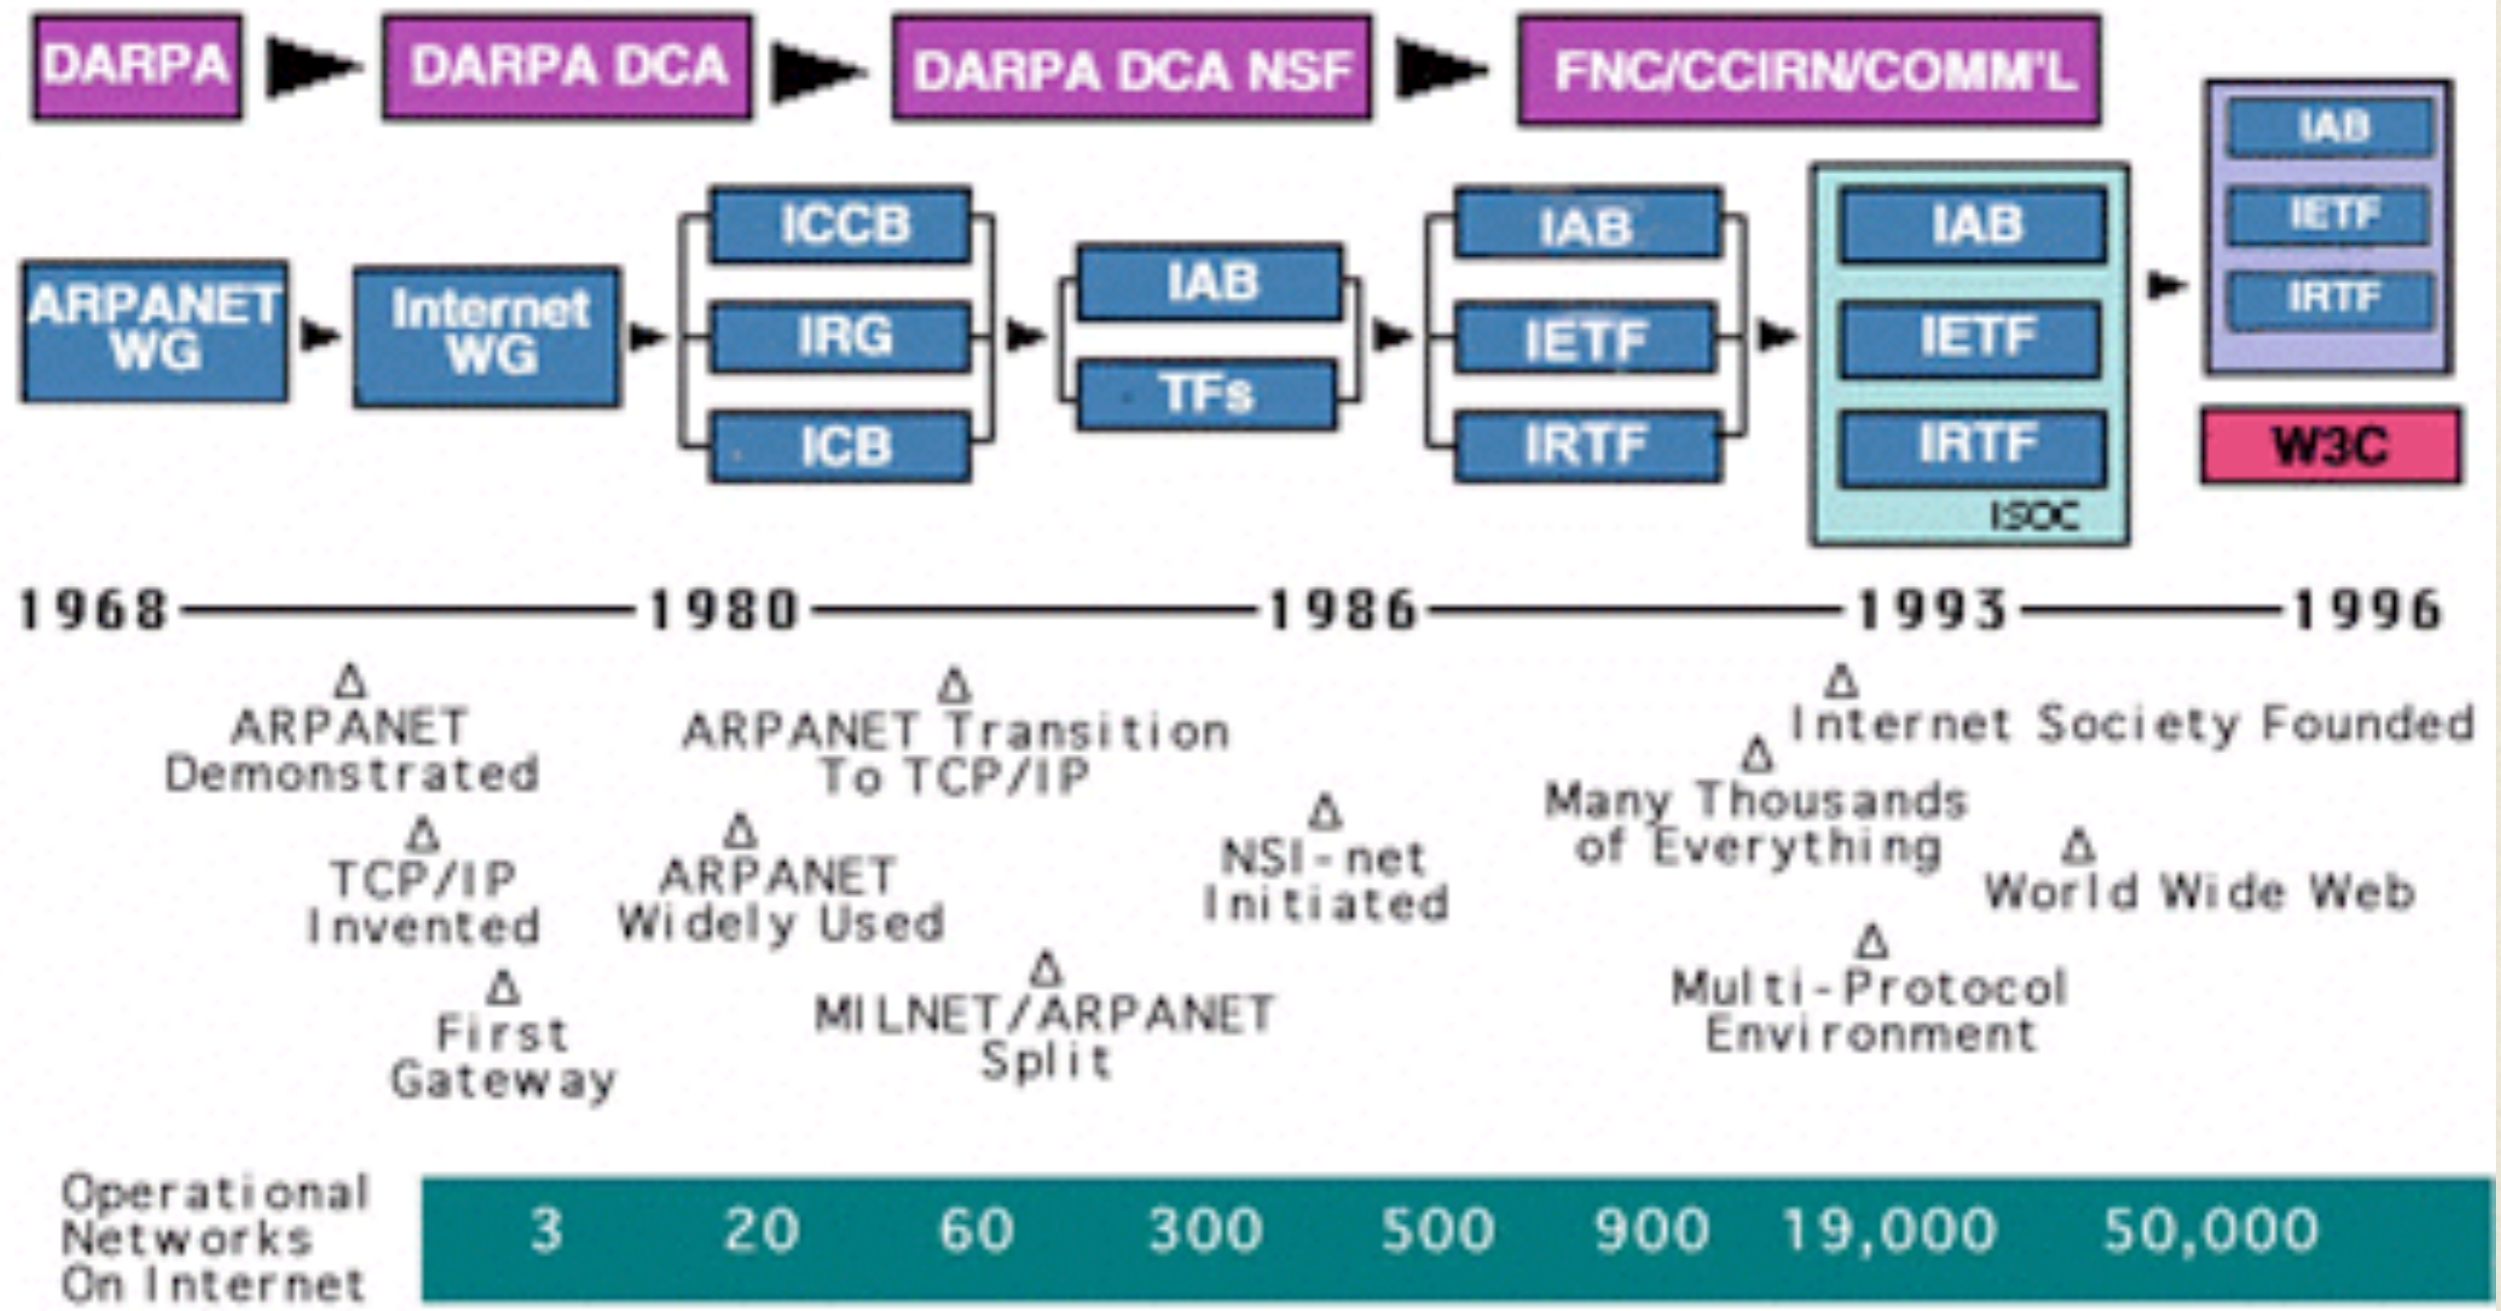 DARPA
DARPA DCA
DARPA DCA NSF
FNC/CCIRN/COMM'L
ARPANET
WG
Internet
WG
ICCB
IRG
ICB
IAB
TFs
IAB
IETF
IRTF
IAB
IETF
IRTF
ISOC
IAB
IETF
IRTF
W3C
1968
1980
1986
1993
1996
Δ
ARPANET
Demonstrated
Δ
TCP/IP
Invented
Δ
First
Gateway
Δ
ARPANET Transition
To TCP/IP
Δ
ARPANET
Widely Used
Δ
MILNET/ARPANET
Split
Δ
NSI-net
Initiated
Δ
Internet Society Founded
Δ
Many Thousands
of Everything
Δ
World Wide Web
Δ
Multi-Protocol
Environment
Operational
Networks
On Internet
3 20 60 300 500 900 19,000 50,000